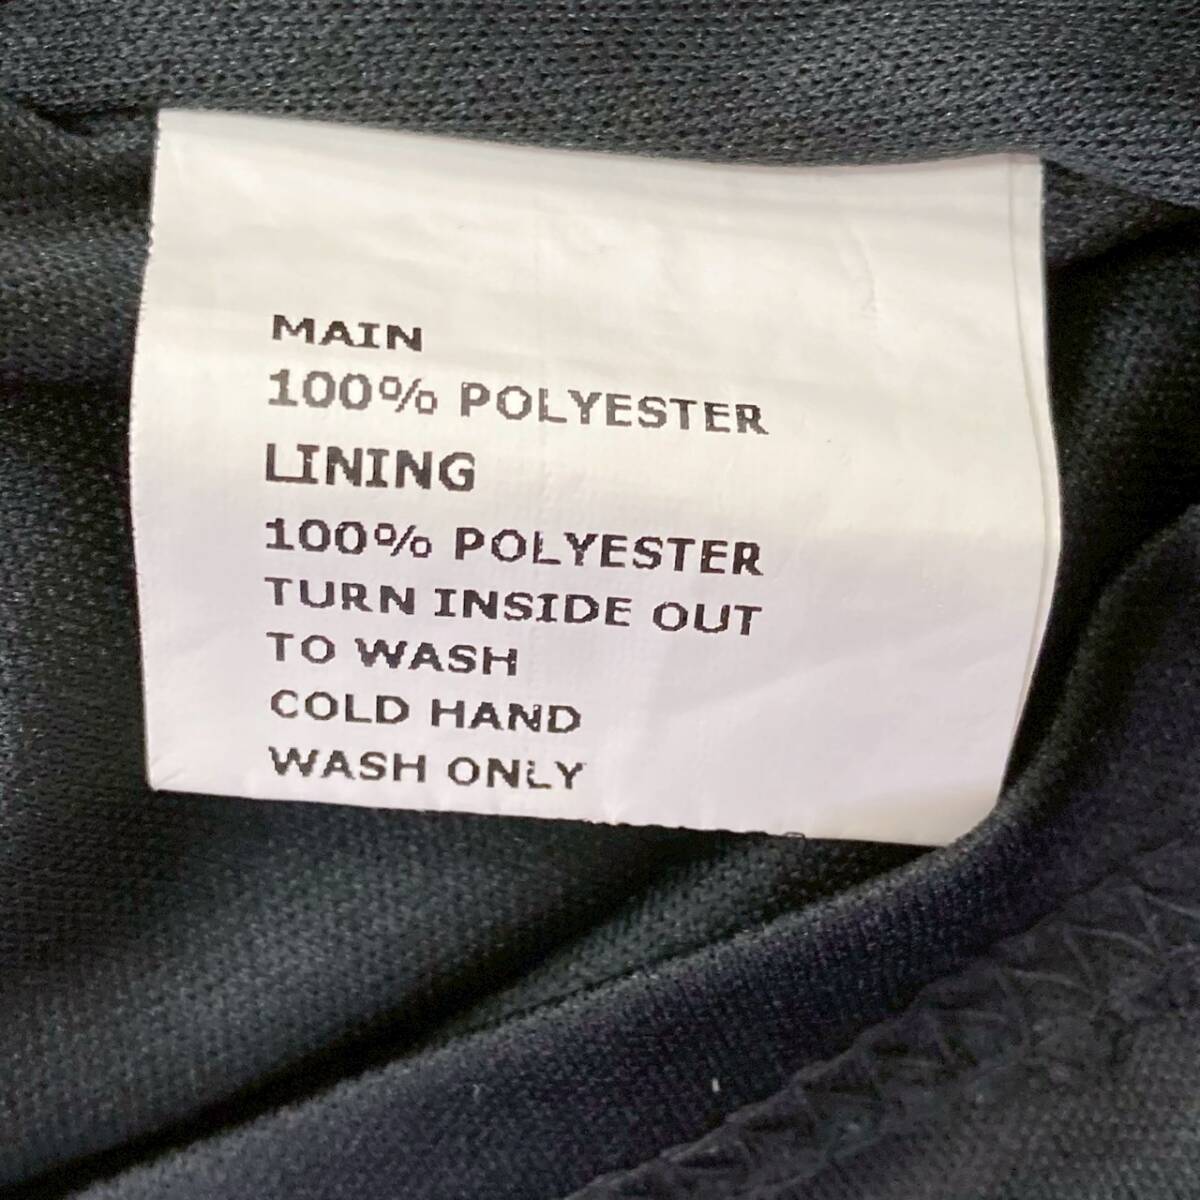 MAIN
100% POLYESTER
LINING
100% POLYESTER
TURN INSIDE OUT
TO WASH
COLD HAND
WASH ONLY